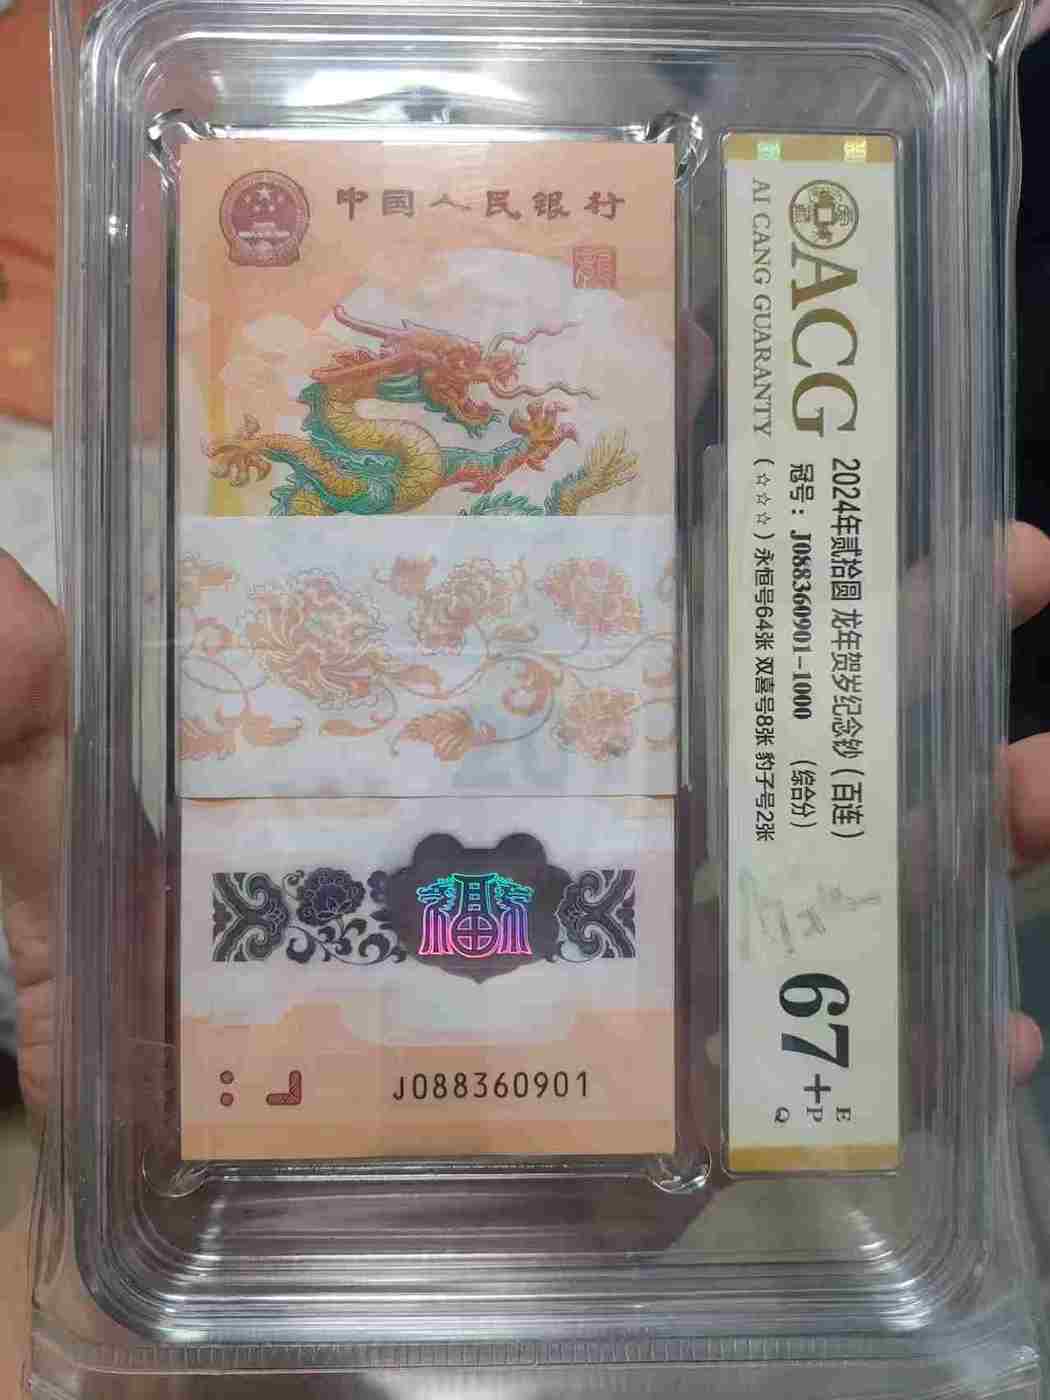 中国人民银行
J088360901
ACG
AI CANG GUARANTY
2024年贰拾圆 龙年贺岁纪念钞（百连）
冠号：J088360901-1000 （综合分）
（☆☆☆）永恒号64张 双喜号8张 豹子号2张
67+
E
P
Q